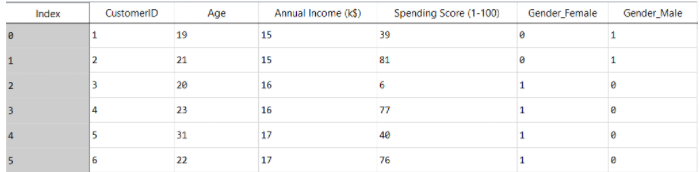 Index CustomerID Age Annual Income (k$) Spending Score (1-100) Gender_Female Gender_Male
0 1 19 15 39 0 1
1 2 21 15 81 0 1
2 3 20 16 6 1 0
3 4 23 16 77 1 0
4 5 31 17 40 1 0
5 6 22 17 76 1 0